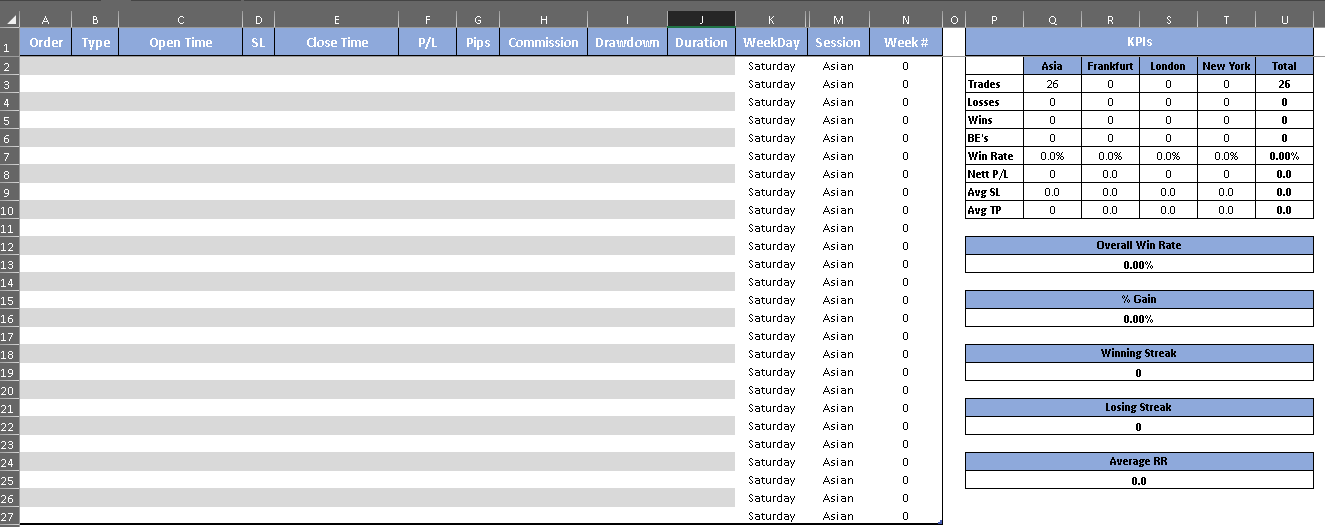 A B C D E F G H I J K M N O P Q R S T U
1 Order Type Open Time SL Close Time P/L Pips Commission Drawdown Duration WeekDay Session Week # KPIs
2 Saturday Asian 0 Asia Frankfurt London New York Total
3 Saturday Asian 0 Trades 26 0 0 0 26
4 Saturday Asian 0 Losses 0 0 0 0 0
5 Saturday Asian 0 Wins 0 0 0 0 0
6 Saturday Asian 0 BE's 0 0 0 0 0
7 Saturday Asian 0 Win Rate 0.0% 0.0% 0.0% 0.0% 0.00%
8 Saturday Asian 0 Nett P/L 0 0.0 0 0 0.0
9 Saturday Asian 0 Avg SL 0.0 0.0 0.0 0.0 0.0
10 Saturday Asian 0 Avg TP 0 0.0 0.0 0.0 0.0
11 Saturday Asian 0
12 Saturday Asian 0 Overall Win Rate
13 Saturday Asian 0 0.00%
14 Saturday Asian 0
15 Saturday Asian 0 % Gain
16 Saturday Asian 0 0.00%
17 Saturday Asian 0
18 Saturday Asian 0 Winning Streak
19 Saturday Asian 0 0
20 Saturday Asian 0
21 Saturday Asian 0 Losing Streak
22 Saturday Asian 0 0
23 Saturday Asian 0
24 Saturday Asian 0 Average RR
25 Saturday Asian 0 0.0
26 Saturday Asian 0
27 Saturday Asian 0